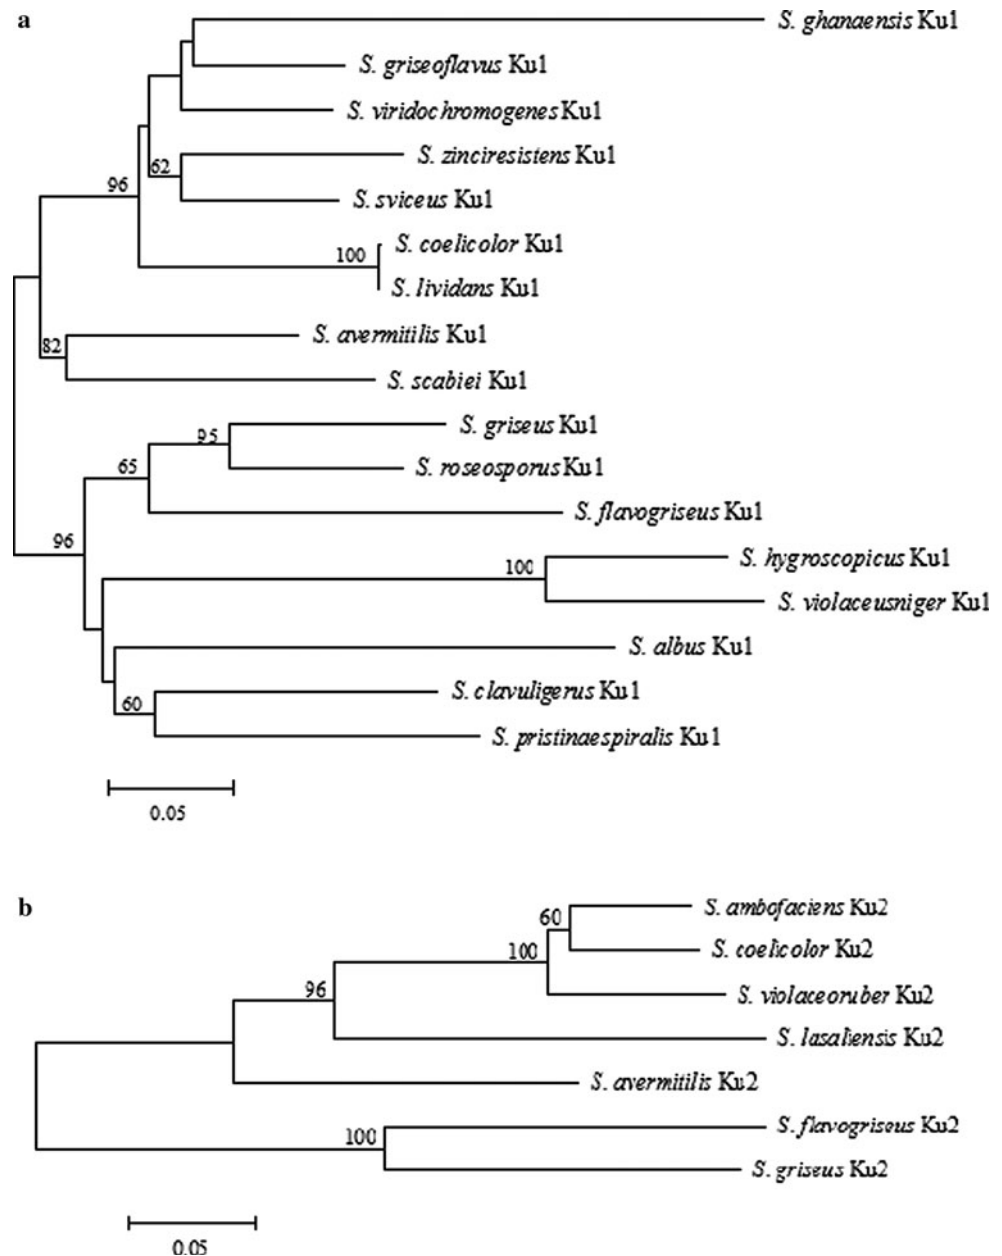 a
S. ghanaensis Ku1
S. griseoflavus Ku1
S. viridochromogenes Ku1
S. zinciresistens Ku1
62
96
S. sviceus Ku1
S. coelicolor Ku1
100
S. lividans Ku1
S. avermitilis Ku1
82
S. scabiei Ku1
S. griseus Ku1
95
65
S. roseosporus Ku1
S. flavogriseus Ku1
96
S. hygroscopicus Ku1
100
S. violaceusniger Ku1
S. albus Ku1
S. clavuligerus Ku1
60
S. pristinaespiralis Ku1
0.05
b
S. ambofaciens Ku2
60
S. coelicolor Ku2
100
96
S. violaceoruber Ku2
S. lasaliensis Ku2
S. avermitilis Ku2
S. flavogriseus Ku2
100
S. griseus Ku2
0.05